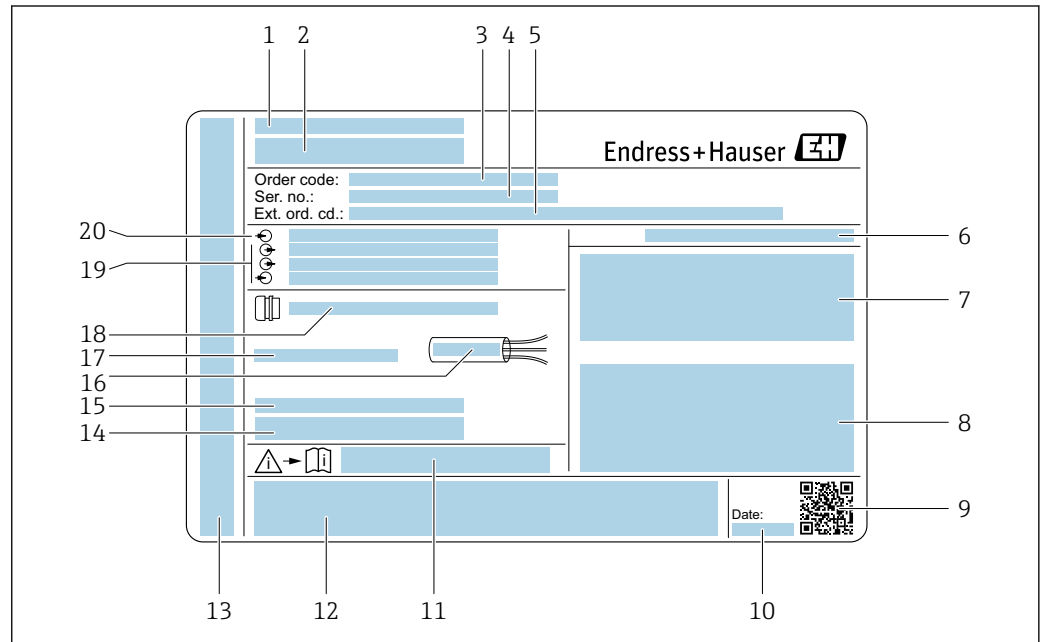 1 2 3 4 5
Endress+Hauser EH
Order code:
Ser. no.:
Ext. ord. cd.:
20
6
19
7
18
17
16
15
14
8
i i
9
Date:
13 12 11 10